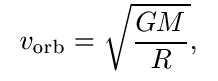 v_orb = √(GM/R),